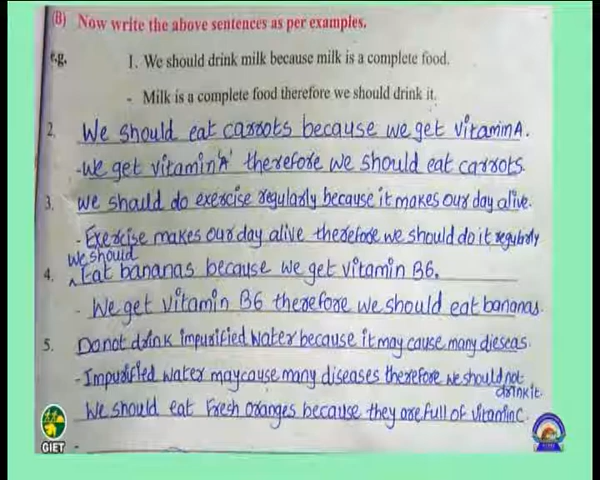 (B) Now write the above sentences as per examples.
e.g. 1. We should drink milk because milk is a complete food.
- Milk is a complete food therefore we should drink it.
2. We should eat carrots because we get vitamin A.
- We get vitamin 'A' therefore we should eat carrots.
3. We should do exercise regularly because it makes our day alive.
- Exercise makes our day alive therefore we should do it regularly
we should
4. ^ Eat bananas because we get vitamin B6.
- We get vitamin B6 therefore we should eat bananas.
5. Do not drink impurified water because it may cause many dieseas.
- Impurified water may cause many diseases therefore we should not
drink it.
We should eat Fresh oranges because they are full of vitamin C.
GIET